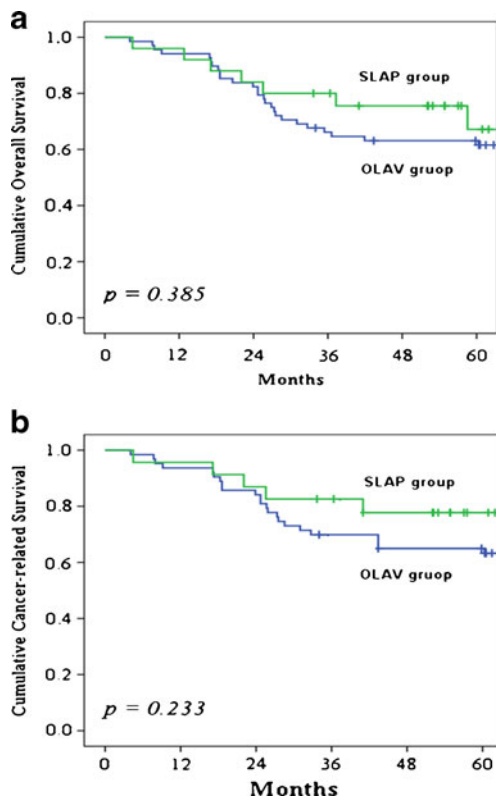 a
Cumulative Overall Survival
1.0
0.8
0.6
0.4
0.2
0.0
SLAP group
OLAV gruop
p = 0.385
0 12 24 36 48 60
Months
b
Cumulative Cancer-related Survival
1.0
0.8
0.6
0.4
0.2
0.0
SLAP group
OLAV gruop
p = 0.233
0 12 24 36 48 60
Months